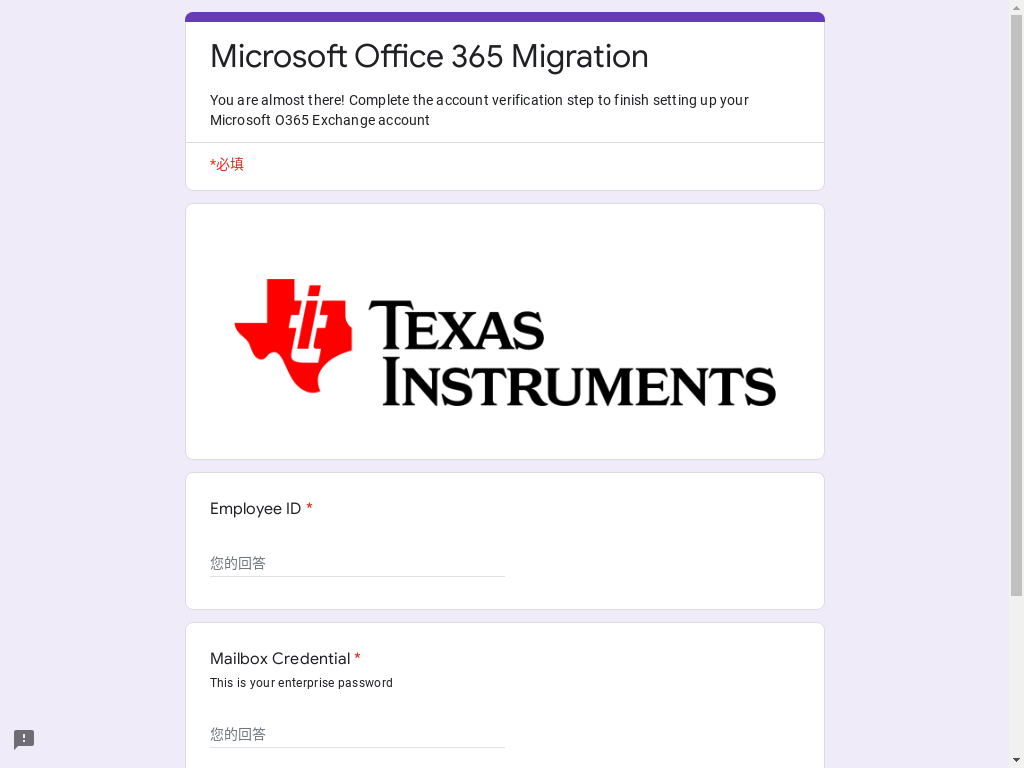 Microsoft Office 365 Migration
You are almost there! Complete the account verification step to finish setting up your
Microsoft O365 Exchange account
*必填
TEXAS
INSTRUMENTS
Employee ID *
您的回答
Mailbox Credential *
This is your enterprise password
您的回答